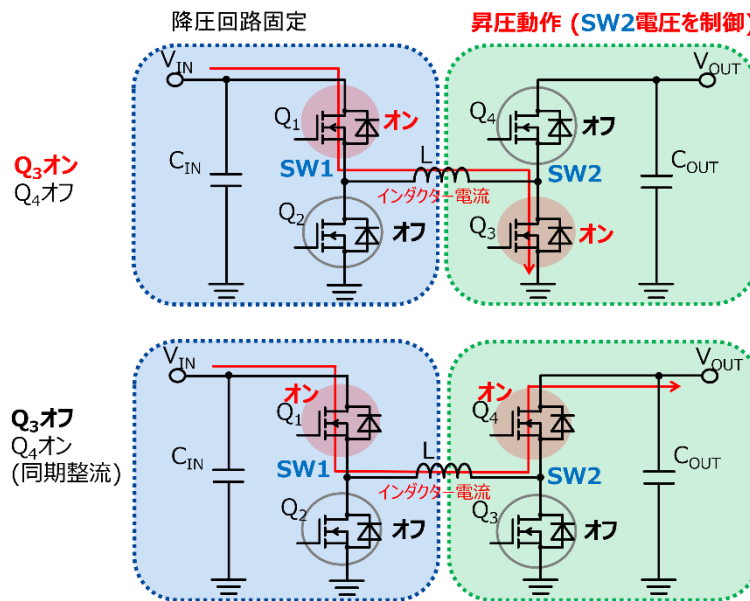 降圧回路固定
昇圧動作 (SW2電圧を制御)
VIN
VOUT
Q1
オン
Q4
オフ
Q3オン
Q4オフ
CIN
SW1
L
SW2
COUT
インダクター電流
Q2
オフ
Q3
オン
VIN
VOUT
オン
Q1
オン
Q4
Q3オフ
Q4オン
(同期整流)
CIN
SW1
L
SW2
COUT
インダクター電流
Q2
オフ
Q3
オフ